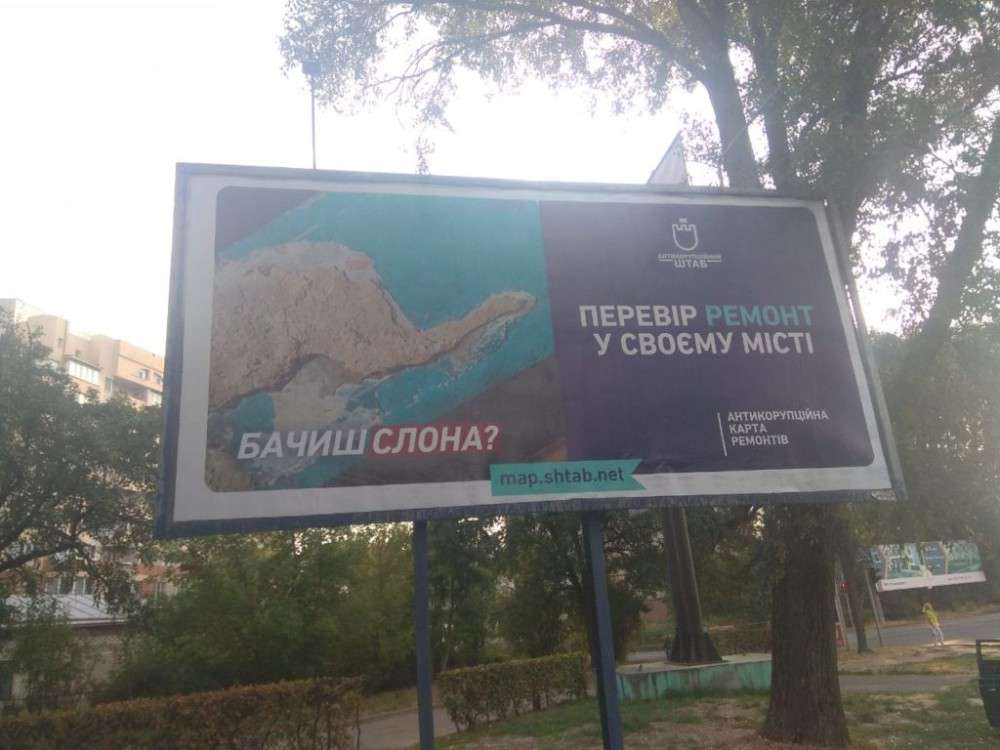 БАЧИШ СЛОНА?
АНТИКОРУПЦІЙНИЙ
ШТАБ
ПЕРЕВІР РЕМОНТ
У СВОЄМУ МІСТІ
АНТИКОРУПЦІЙНА
КАРТА
РЕМОНТІВ
map.shtab.net